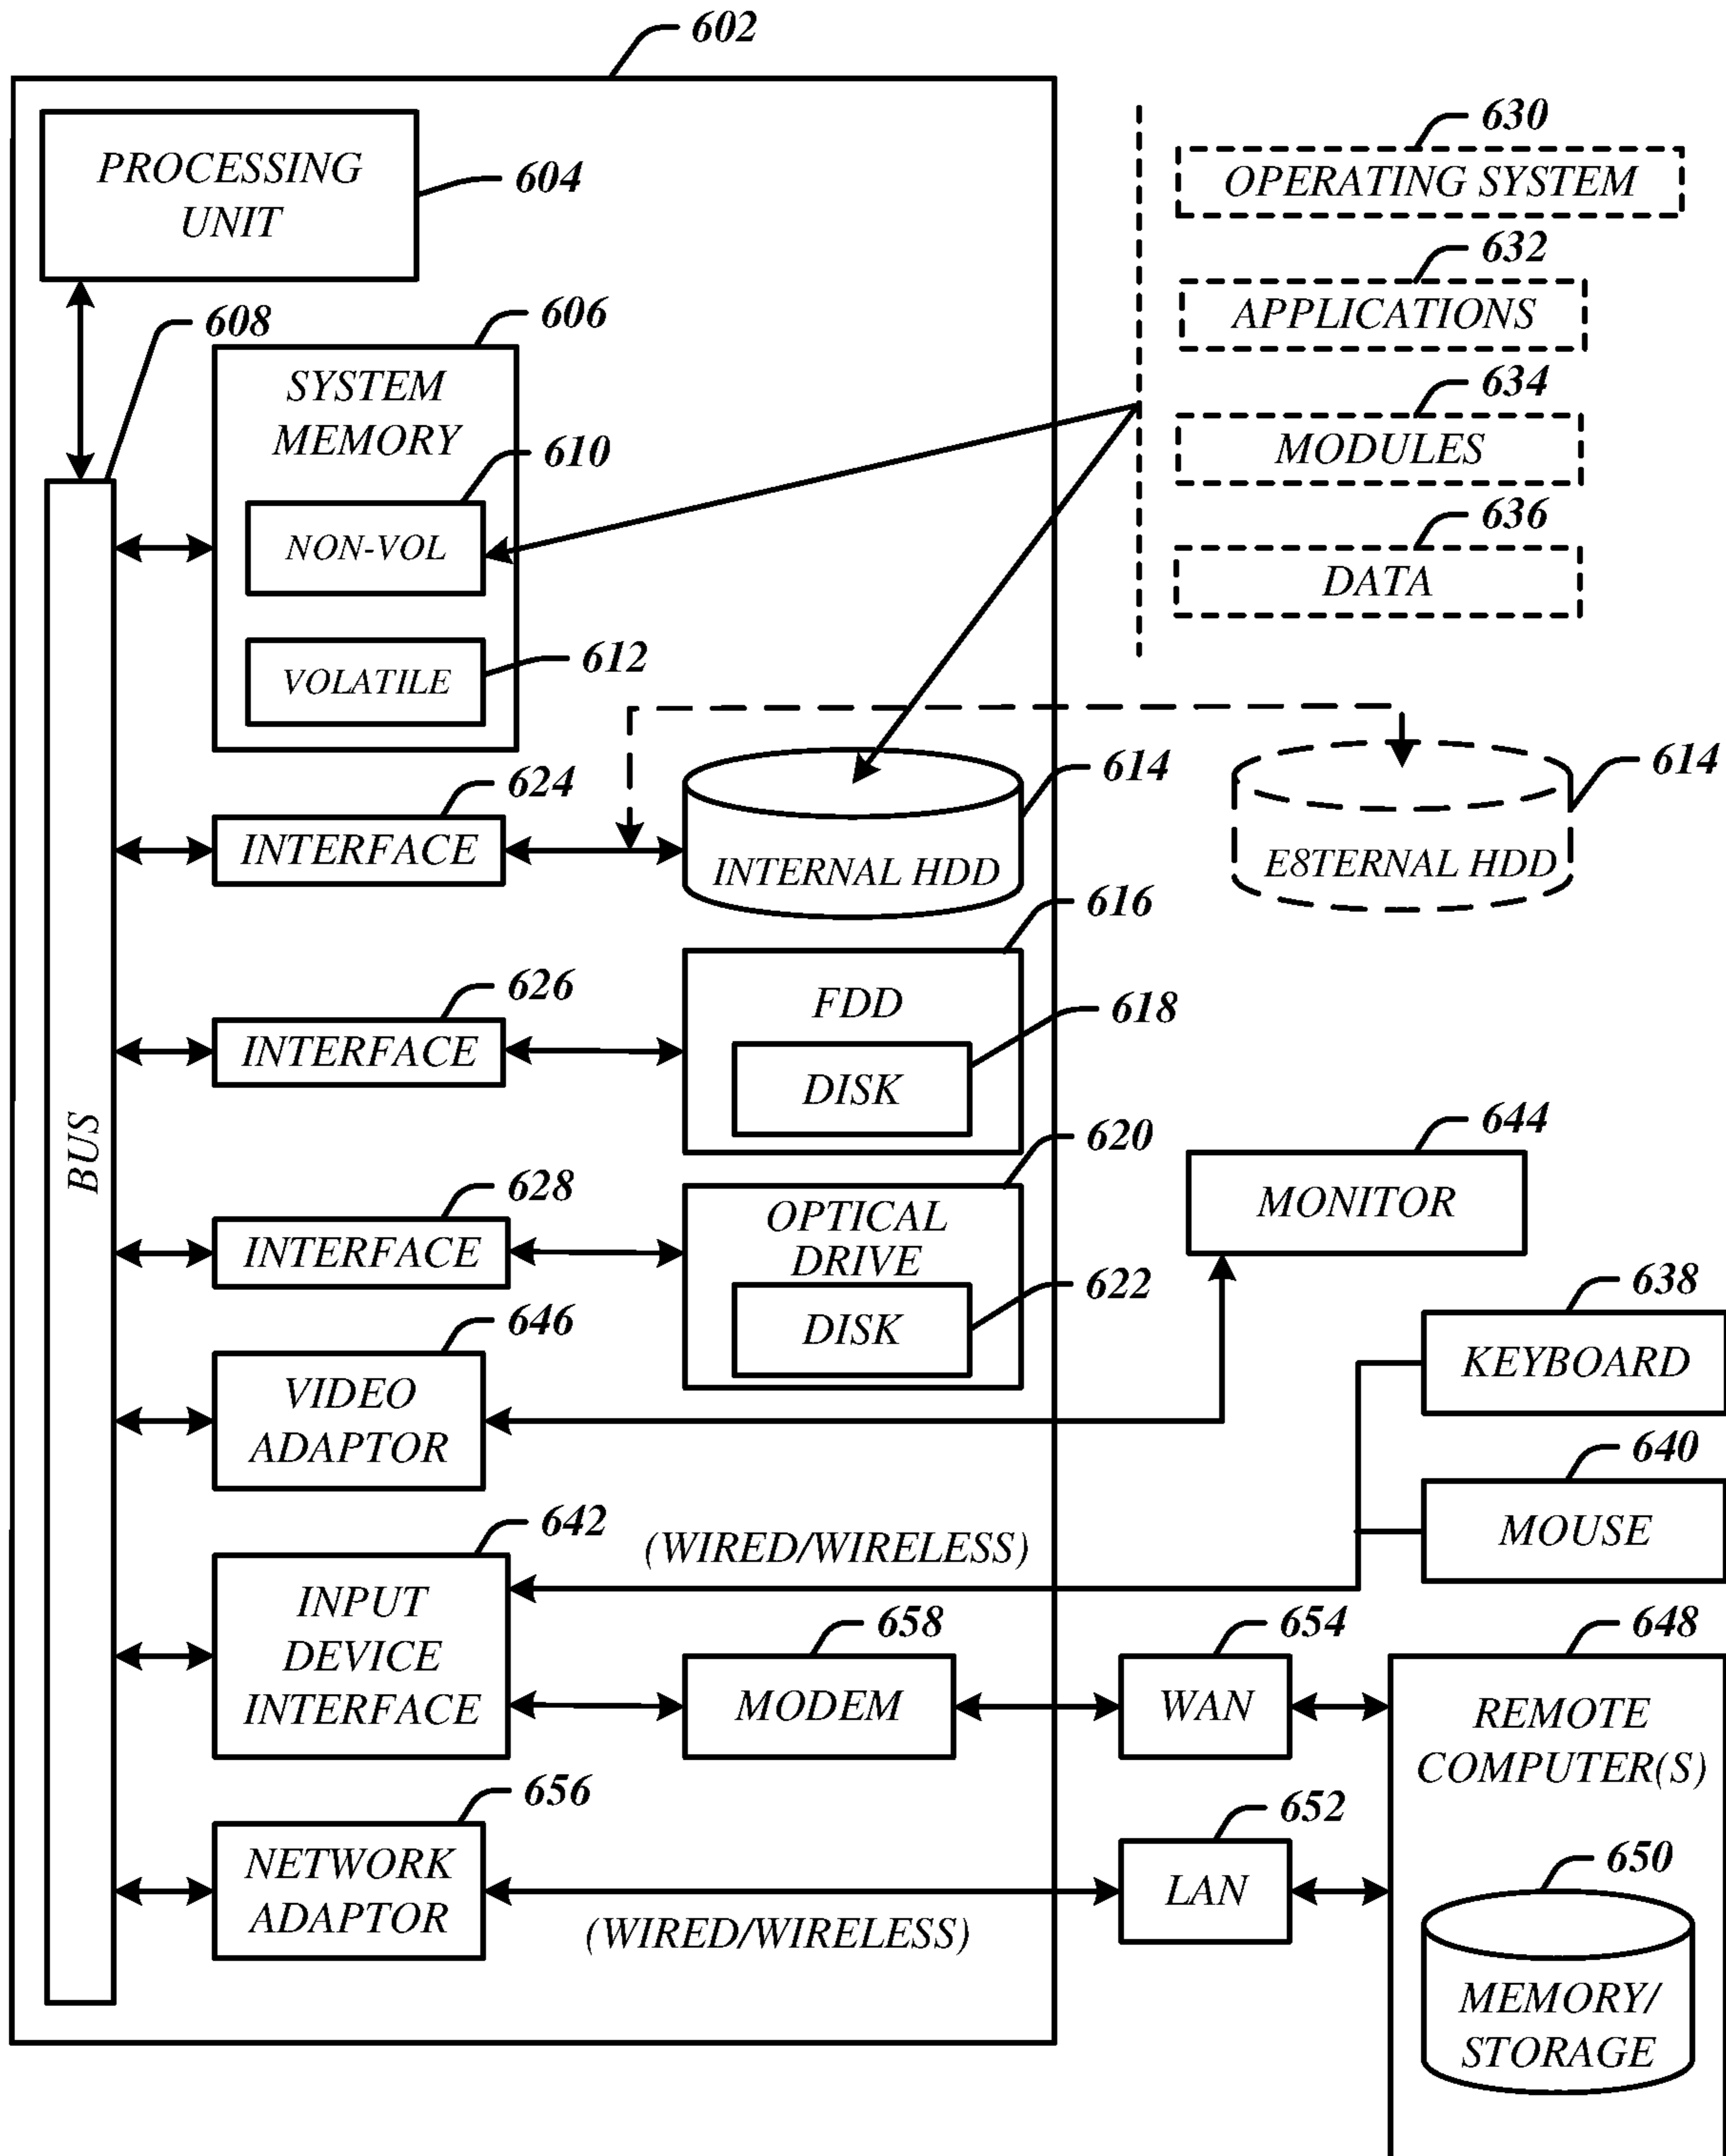 602
PROCESSING
UNIT
604
608
606
SYSTEM
MEMORY
610
NON-VOL
VOLATILE
612
630
OPERATING SYSTEM
632
APPLICATIONS
634
MODULES
636
DATA
624
INTERFACE
614
INTERNAL HDD
614
E8TERNAL HDD
626
INTERFACE
616
FDD
618
DISK
BUS
628
INTERFACE
620
OPTICAL
DRIVE
622
DISK
644
MONITOR
646
VIDEO
ADAPTOR
638
KEYBOARD
640
MOUSE
642
INPUT
DEVICE
INTERFACE
(WIRED/WIRELESS)
658
MODEM
654
WAN
648
REMOTE
COMPUTER(S)
656
NETWORK
ADAPTOR
(WIRED/WIRELESS)
652
LAN
650
MEMORY/
STORAGE